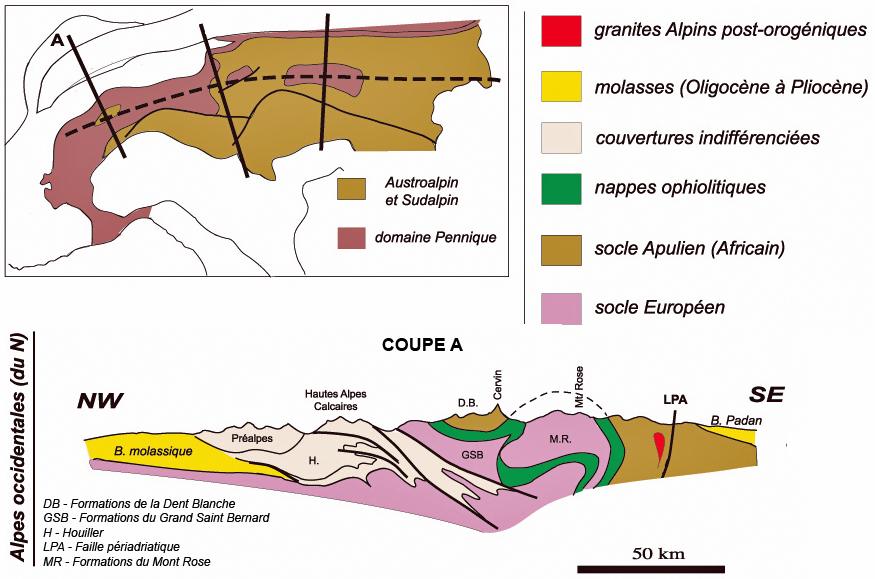 A
Austroalpin
et Sudalpin
domaine Pennique
granites Alpins post-orogéniques
molasses (Oligocène à Pliocène)
couvertures indifférenciées
nappes ophiolitiques
socle Apulien (Africain)
socle Européen
Alpes occidentales (du N)
COUPE A
NW
SE
Hautes Alpes
Calcaires
D.B.
Cervin
Mt/ Rose
LPA
B. Padan
Préalpes
B. molassique
H.
GSB
M.R.
DB - Formations de la Dent Blanche
GSB - Formations du Grand Saint Bernard
H - Houiller
LPA - Faille périadriatique
MR - Formations du Mont Rose
50 km